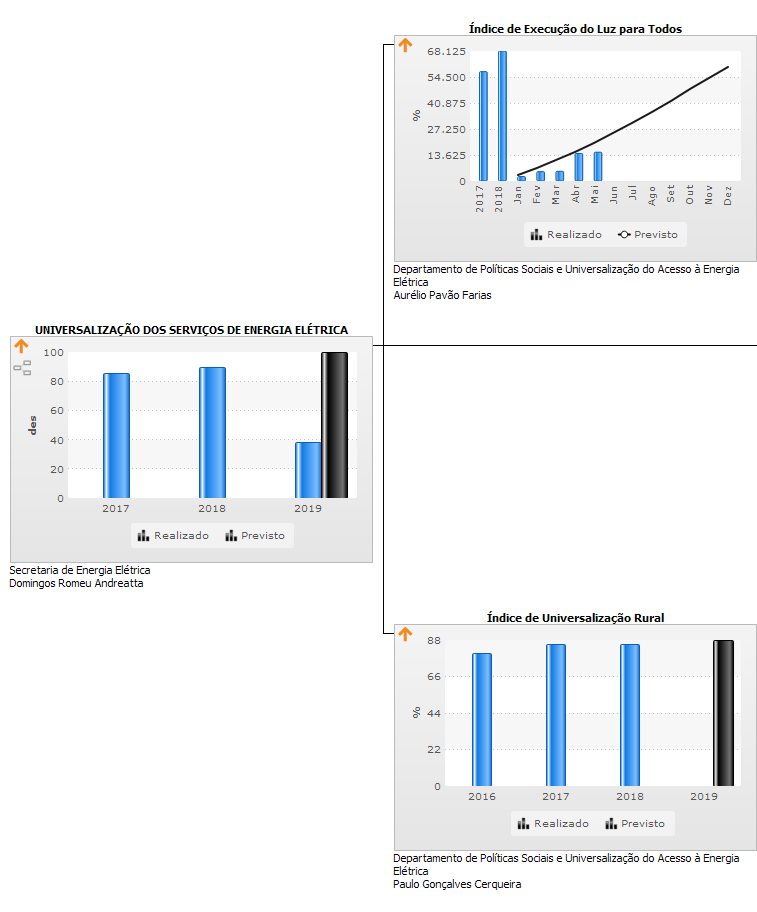 Índice de Execução do Luz para Todos
68.125
54.500
40.875
27.250
13.625
0
%
2017
2018
Jan
Fev
Mar
Abr
Mai
Jun
Jul
Ago
Set
Out
Nov
Dez
Realizado
Previsto
Departamento de Políticas Sociais e Universalização do Acesso à Energia
Elétrica
Aurélio Pavão Farias
UNIVERSALIZAÇÃO DOS SERVIÇOS DE ENERGIA ELÉTRICA
100
80
60
40
20
0
des
2017
2018
2019
Realizado
Previsto
Secretaria de Energia Elétrica
Domingos Romeu Andreatta
Índice de Universalização Rural
88
66
44
22
0
%
2016
2017
2018
2019
Realizado
Previsto
Departamento de Políticas Sociais e Universalização do Acesso à Energia
Elétrica
Paulo Gonçalves Cerqueira